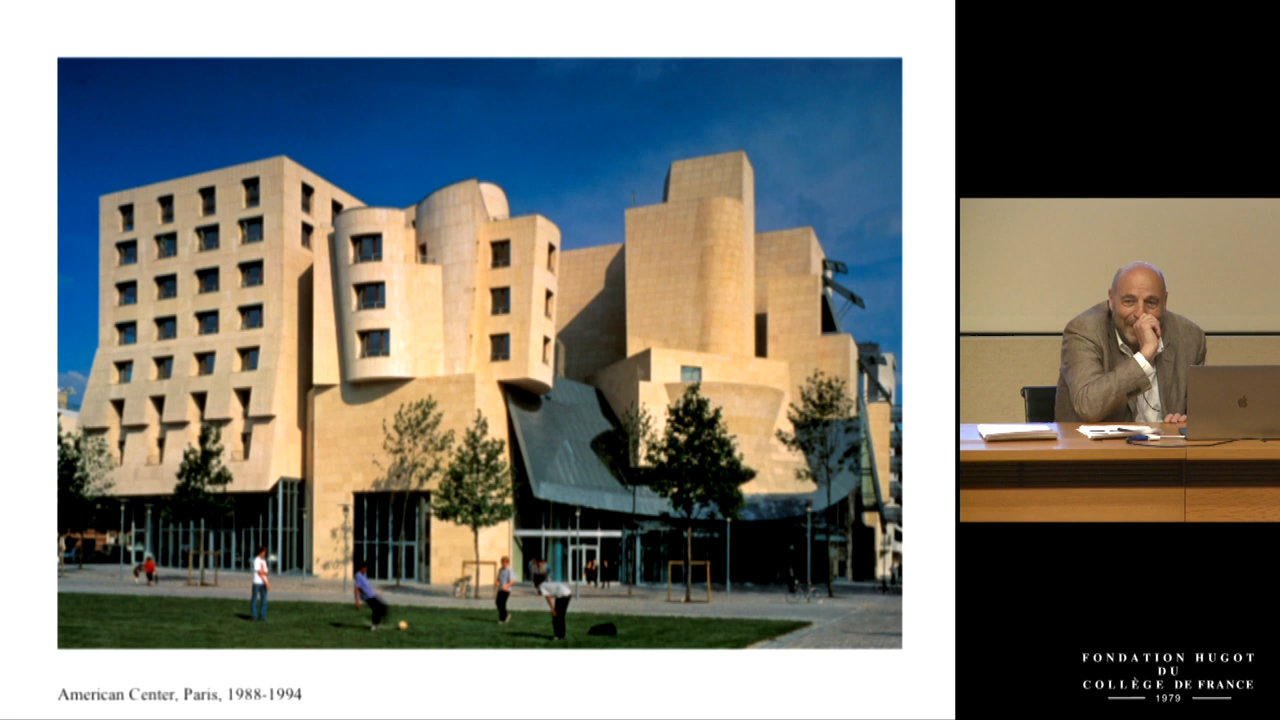 American Center, Paris, 1988-1994
FONDATION HUGOT
DU
COLLÈGE DE FRANCE
1979